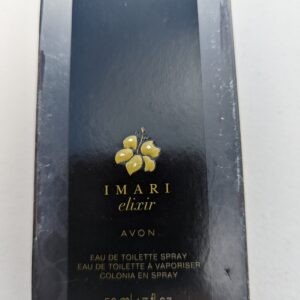 IMARI
elixir
AVON
EAU DE TOILETTE SPRAY
EAU DE TOILETTE A VAPORISER
COLONIA EN SPRAY